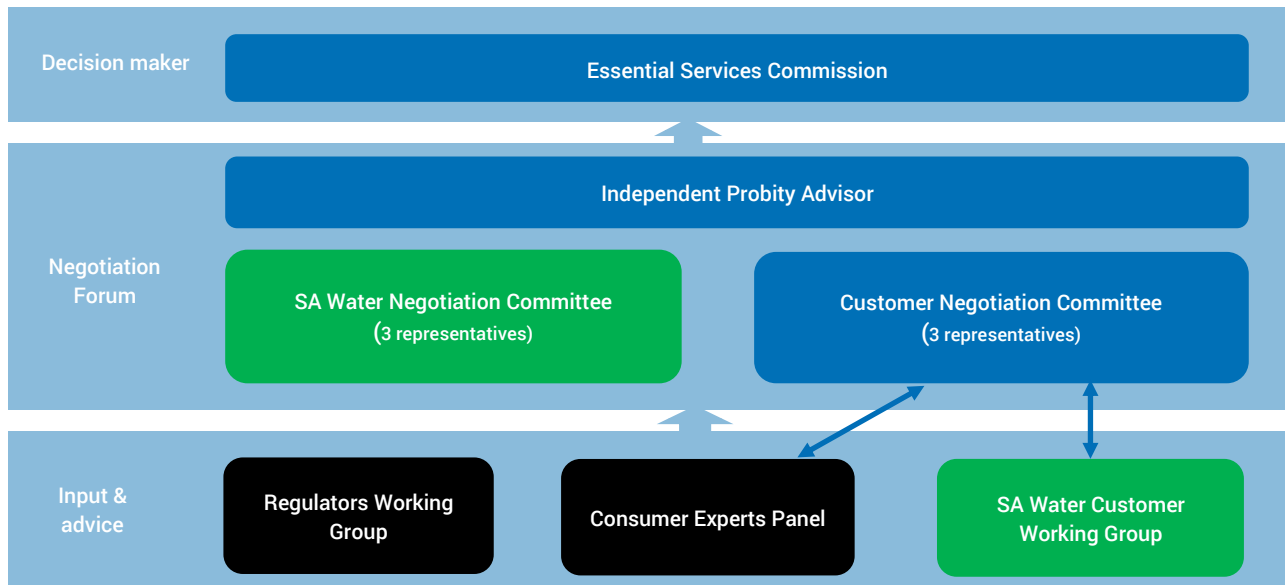 Decision maker
Essential Services Commission
Independent Probity Advisor
Negotiation
Forum
SA Water Negotiation Committee
(3 representatives)
Customer Negotiation Committee
(3 representatives)
Input &
advice
Regulators Working
Group
Consumer Experts Panel
SA Water Customer
Working Group